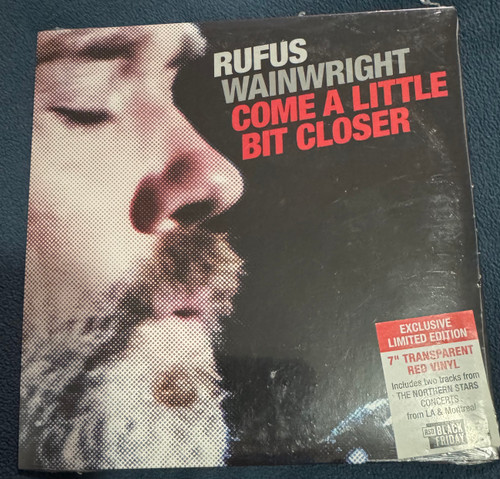 RUFUS
WAINWRIGHT
COME A LITTLE
BIT CLOSER
EXCLUSIVE
LIMITED EDITION
7" TRANSPARENT
RED VINYL
Includes two tracks from
THE NORTHERN STARS
CONCERTS
from LA & Montreal
RSD
BLACK
FRIDAY